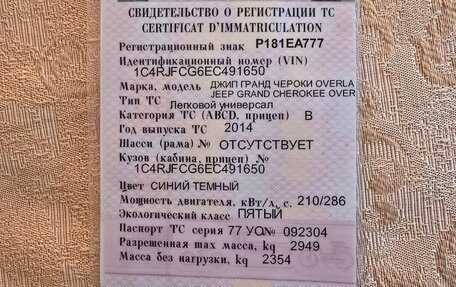 СВИДЕТЕЛЬСТВО О РЕГИСТРАЦИИ ТС
CERTIFICAT D'IMMATRICULATION
Регистрационный знак Р181ЕА777
Идентификационный номер (VIN)
1C4RJFCG6EC491650
Марка, модель ДЖИП ГРАНД ЧЕРОКИ OVERLA
JEEP GRAND CHEROKEE OVER
Тип ТС Легковой универсал
Категория ТС (ABCD, прицеп) В
Год выпуска ТС 2014
Шасси (рама) № ОТСУТСТВУЕТ
Кузов (кабина, прицеп) №
1C4RJFCG6EC491650
Цвет СИНИЙ ТЕМНЫЙ
Мощность двигателя, кВт/л. с. 210/286
Экологический класс ПЯТЫЙ
Паспорт ТС серия 77 УО № 092304
Разрешенная max масса, kg 2949
Масса без нагрузки, kg 2354